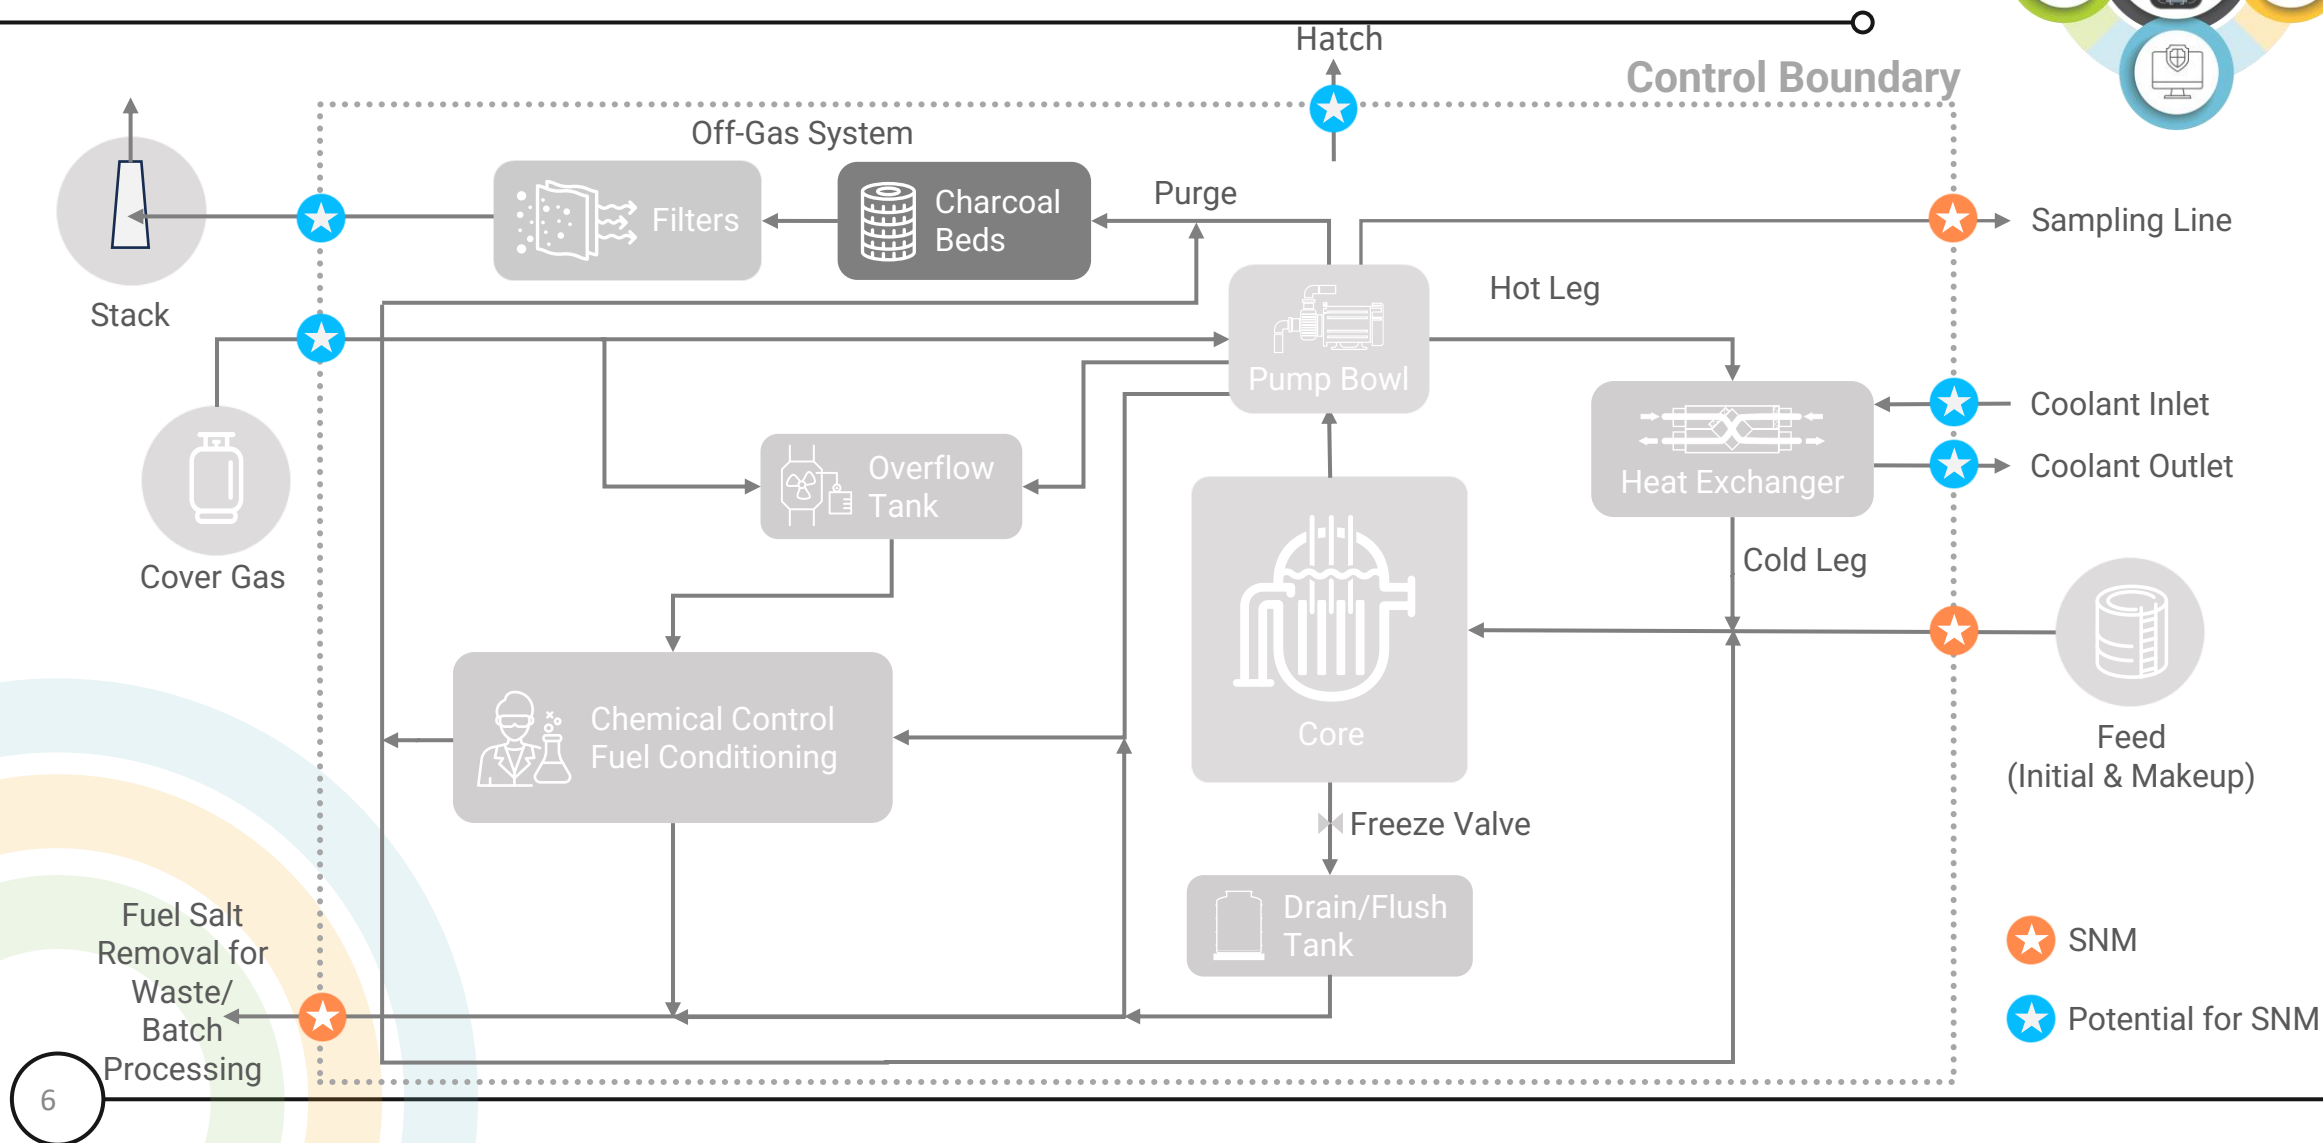 Hatch
Control Boundary
Off-Gas System
Purge
Charcoal
Beds
Filters
Sampling Line
Stack
Hot Leg
Pump Bowl
Coolant Inlet
Coolant Outlet
Heat Exchanger
Overflow
Tank
Cover Gas
Cold Leg
Core
Chemical Control
Fuel Conditioning
Feed
(Initial & Makeup)
Freeze Valve
Drain/Flush
Tank
Fuel Salt
Removal for
Waste/
Batch
Processing
SNM
Potential for SNM
6